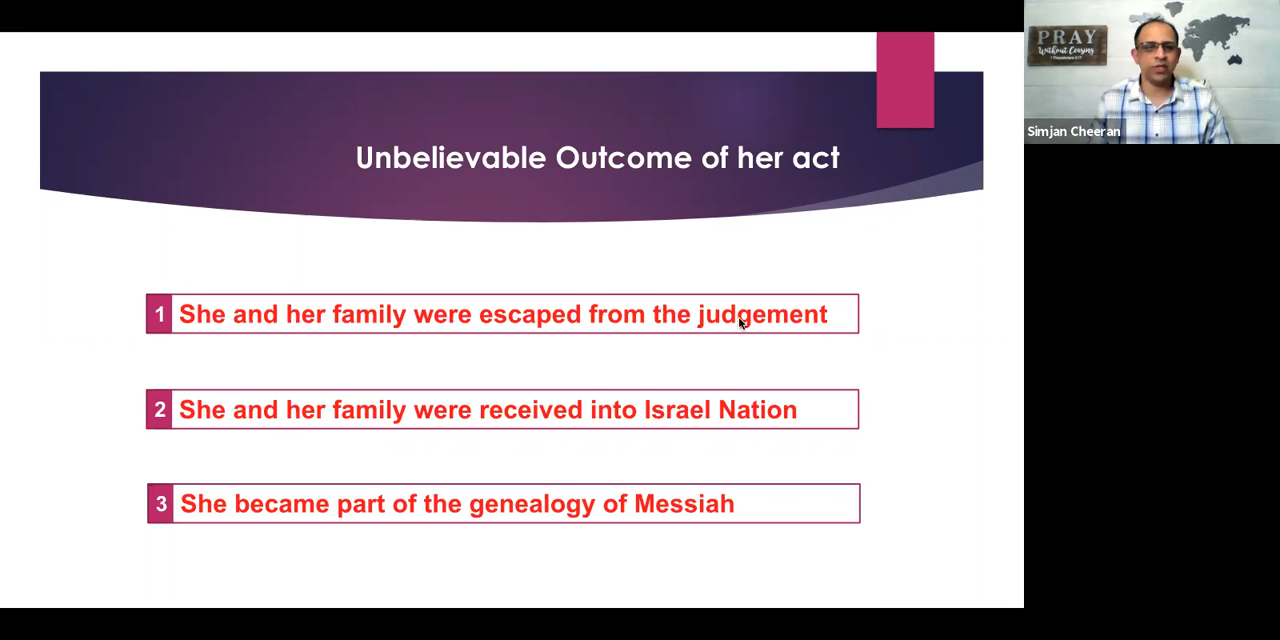 Unbelievable Outcome of her act
1 She and her family were escaped from the judgement
2 She and her family were received into Israel Nation
3 She became part of the genealogy of Messiah
PRAY
Without Ceasing
Simjan Cheeran